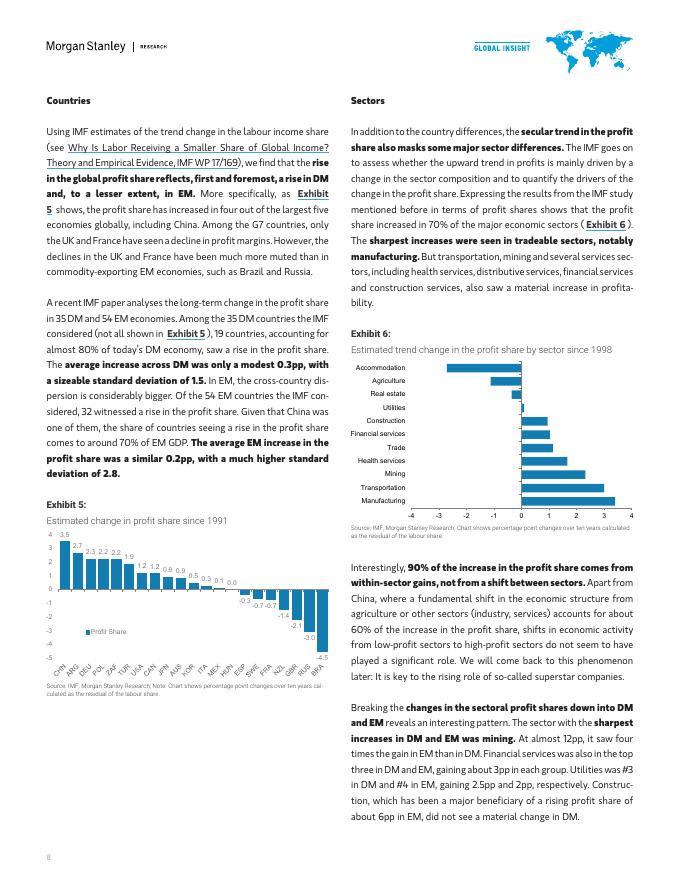 Morgan Stanley | RESEARCH
GLOBAL INSIGHT
Countries
Using IMF estimates of the trend change in the labour income share
(see Why Is Labor Receiving a Smaller Share of Global Income?
Theory and Empirical Evidence, IMF WP 17/169), we find that the rise
in the global profit share reflects, first and foremost, a rise in DM
and, to a lesser extent, in EM. More specifically, as Exhibit
5 shows, the profit share has increased in four out of the largest five
economies globally, including China. Among the G7 countries, only
the UK and France have seen a decline in profit margins. However, the
declines in the UK and France have been much more muted than in
commodity-exporting EM economies, such as Brazil and Russia.
A recent IMF paper analyses the long-term change in the profit share
in 35 DM and 54 EM economies. Among the 35 DM countries the IMF
considered (not all shown in Exhibit 5 ), 19 countries, accounting for
almost 80% of today's DM economy, saw a rise in the profit share.
The average increase across DM was only a modest 0.3pp, with
a sizeable standard deviation of 1.5. In EM, the cross-country dis-
persion is considerably bigger. Of the 54 EM countries the IMF con-
sidered, 32 witnessed a rise in the profit share. Given that China was
one of them, the share of countries seeing a rise in the profit share
comes to around 70% of EM GDP. The average EM increase in the
profit share was a similar 0.2pp, with a much higher standard
deviation of 2.8.
Exhibit 5:
Estimated change in profit share since 1991
4
3
2
1
0
-1
-2
-3
-4
-5
3.5
2.7
2.3
2.2
2.2
1.9
1.2
1.2
0.9
0.9
0.5
0.3
0.1
0.0
-0.3
-0.7
-0.7
-1.4
-2.1
-3.0
-4.5
Profit Share
CHN
ARG
DEU
POL
ZAF
TUR
USA
CAN
JPN
AUS
KOR
ITA
MEX
HUN
ESP
SWE
FRA
NZL
GBR
RUS
BRA
Source: IMF, Morgan Stanley Research; Note: Chart shows percentage point changes over ten years cal-
culated as the residual of the labour share.
Sectors
In addition to the country differences, the secular trend in the profit
share also masks some major sector differences. The IMF goes on
to assess whether the upward trend in profits is mainly driven by a
change in the sector composition and to quantify the drivers of the
change in the profit share. Expressing the results from the IMF study
mentioned before in terms of profit shares shows that the profit
share increased in 70% of the major economic sectors ( Exhibit 6 ).
The sharpest increases were seen in tradeable sectors, notably
manufacturing. But transportation, mining and several services sec-
tors, including health services, distributive services, financial services
and construction services, also saw a material increase in profita-
bility.
Exhibit 6:
Estimated trend change in the profit share by sector since 1998
Accommodation
Agriculture
Real estate
Utilities
Construction
Financial services
Trade
Health services
Mining
Transportation
Manufacturing
-4 -3 -2 -1 0 1 2 3 4
Source: IMF, Morgan Stanley Research; Chart shows percentage point changes over ten years calculated
as the residual of the labour share.
Interestingly, 90% of the increase in the profit share comes from
within-sector gains, not from a shift between sectors. Apart from
China, where a fundamental shift in the economic structure from
agriculture or other sectors (industry, services) accounts for about
60% of the increase in the profit share, shifts in economic activity
from low-profit sectors to high-profit sectors do not seem to have
played a significant role. We will come back to this phenomenon
later: It is key to the rising role of so-called superstar companies.
Breaking the changes in the sectoral profit shares down into DM
and EM reveals an interesting pattern. The sector with the sharpest
increases in DM and EM was mining. At almost 12pp, it saw four
times the gain in EM than in DM. Financial services was also in the top
three in DM and EM, gaining about 3pp in each group. Utilities was #3
in DM and #4 in EM, gaining 2.5pp and 2pp, respectively. Construc-
tion, which has been a major beneficiary of a rising profit share of
about 6pp in EM, did not see a material change in DM.
8